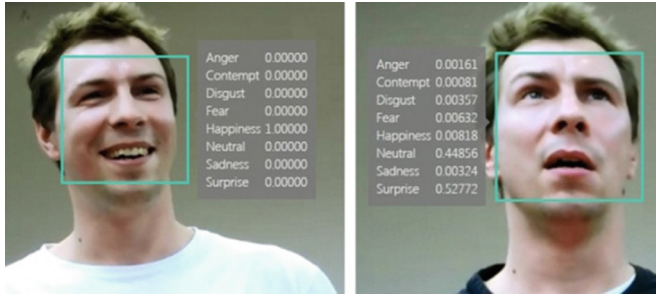 Anger 0.00000
Contempt 0.00000
Disgust 0.00000
Fear 0.00000
Happiness 1.00000
Neutral 0.00000
Sadness 0.00000
Surprise 0.00000
Anger 0.00161
Contempt 0.00081
Disgust 0.00357
Fear 0.00632
Happiness 0.00818
Neutral 0.44856
Sadness 0.00324
Surprise 0.52772